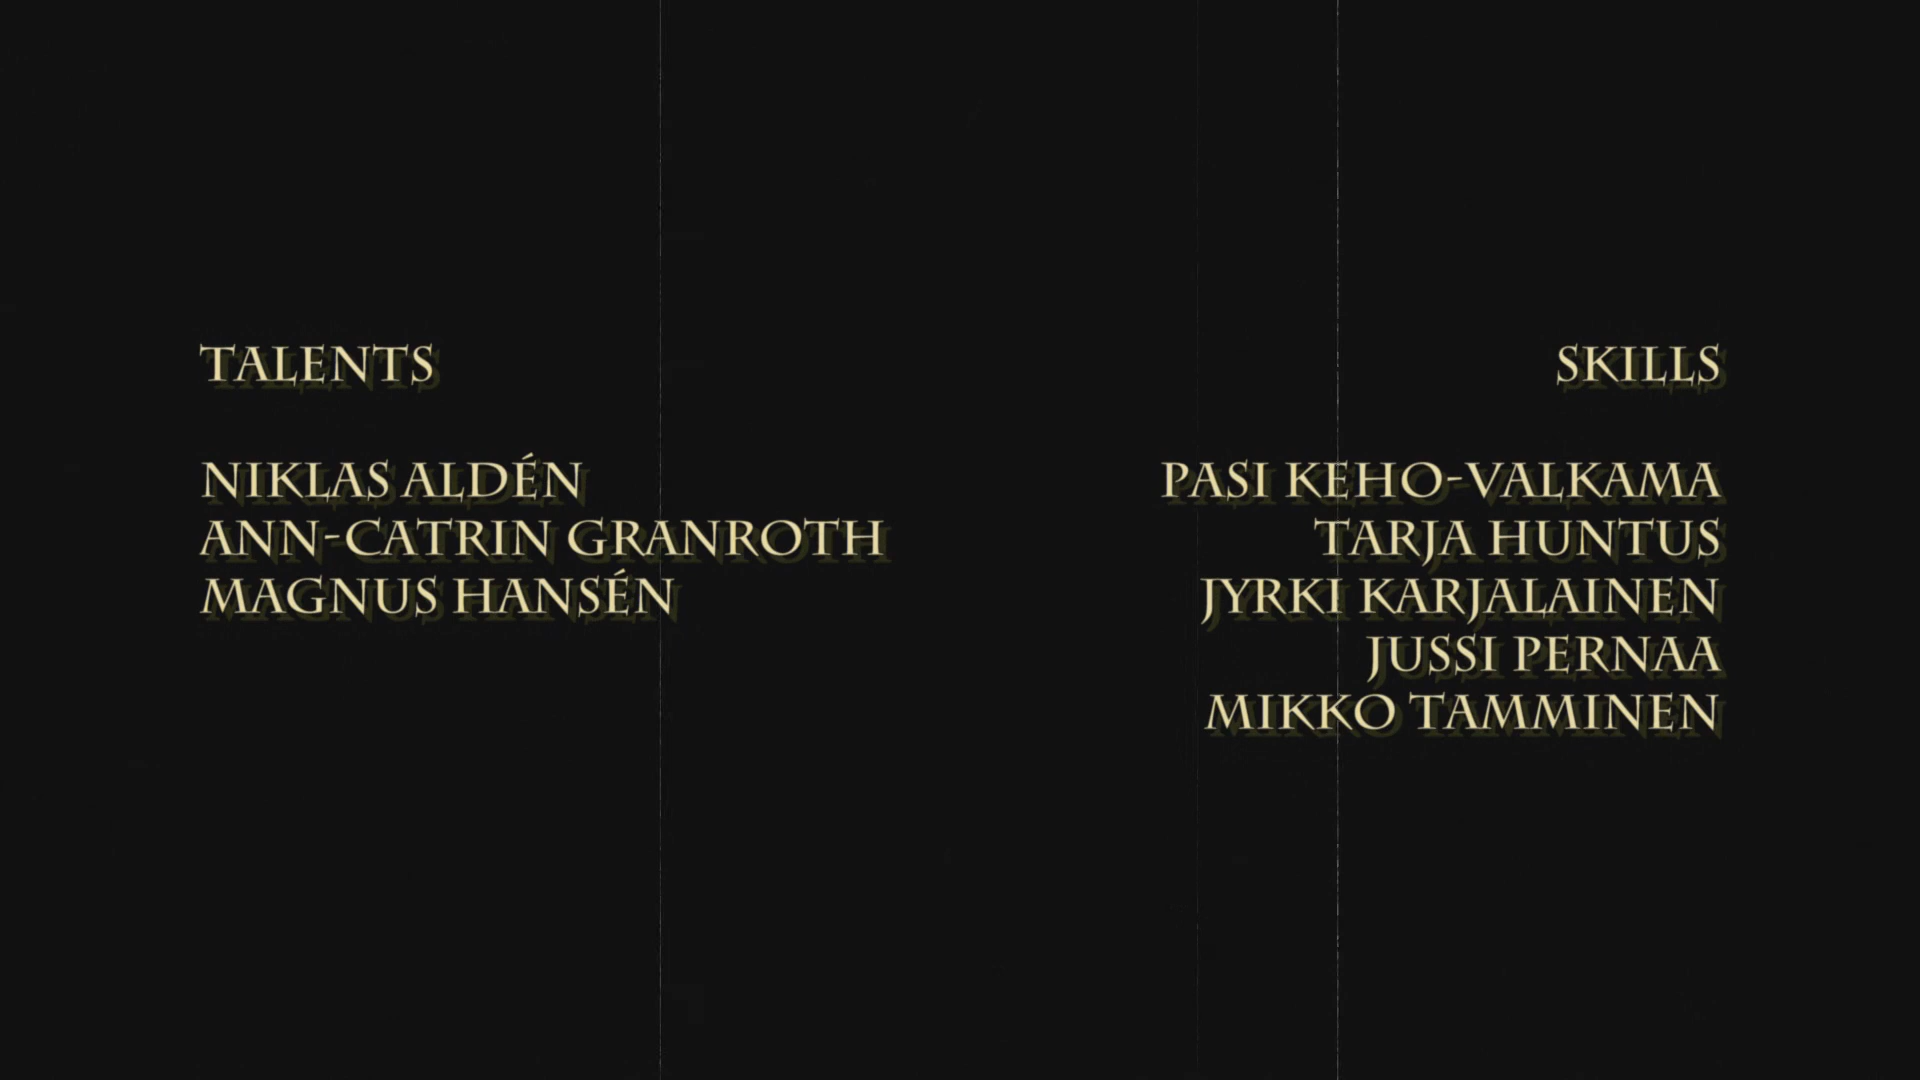 TALENTS
NIKLAS ALDÉN
ANN-CATRIN GRANROTH
MAGNUS HANSÉN
SKILLS
PASI KEHO-VALKAMA
TARJA HUNTUS
JYRKI KARJALAINEN
JUSSI PERNAA
MIKKO TAMMINEN